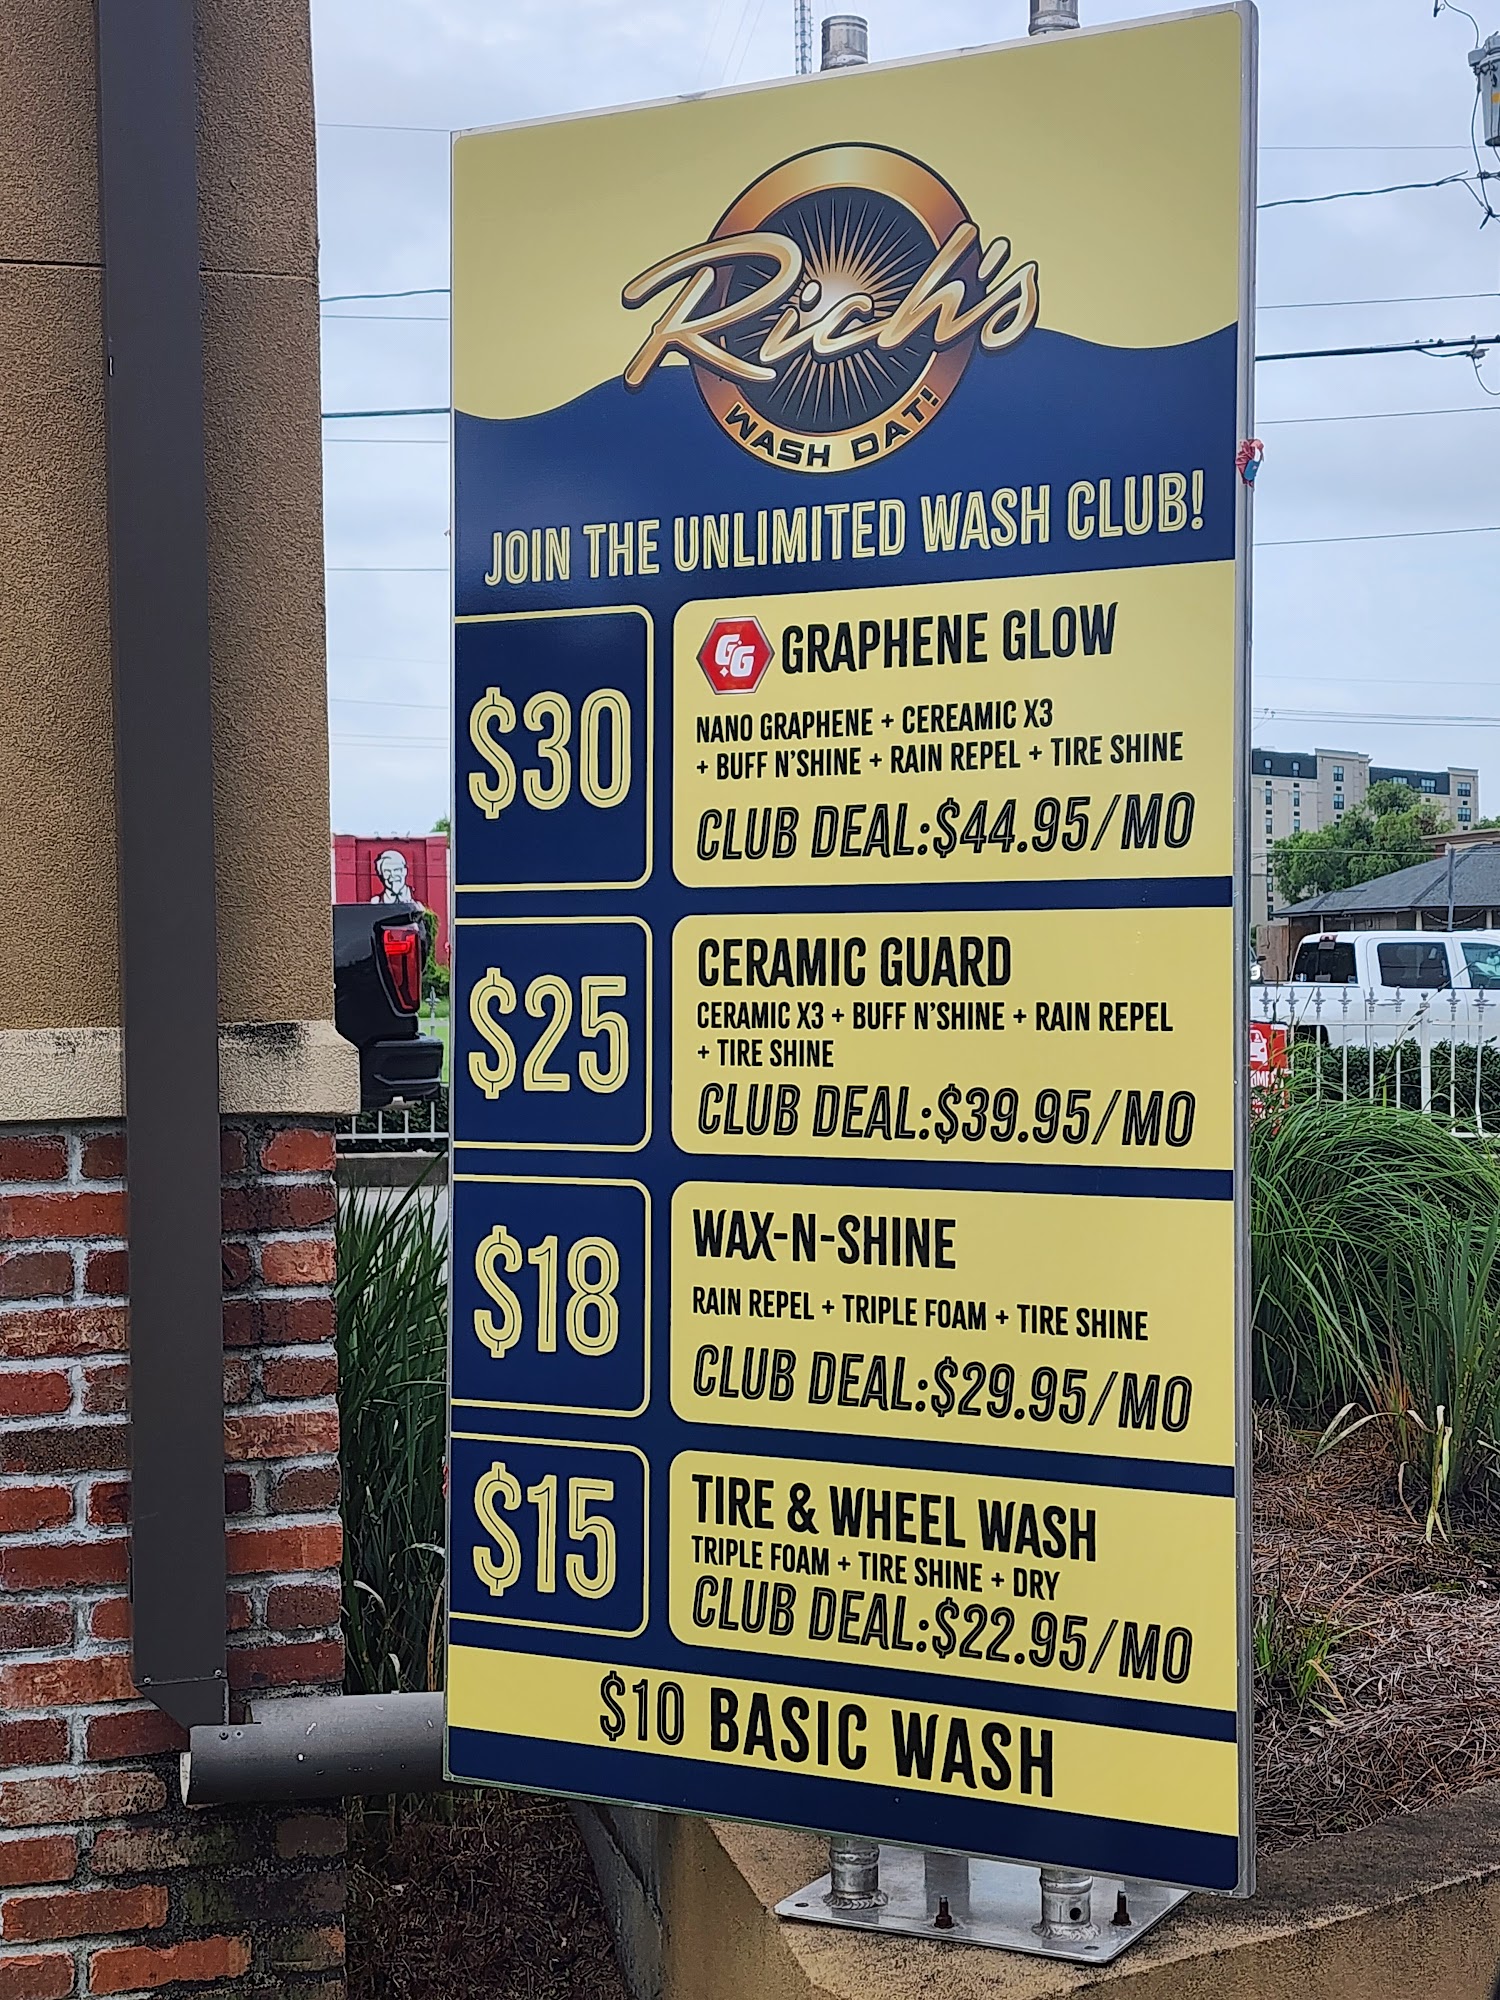 Rich's
WASH DAT!
JOIN THE UNLIMITED WASH CLUB!
$30
GG GRAPHENE GLOW
NANO GRAPHENE + CEREAMIC X3
+ BUFF N'SHINE + RAIN REPEL + TIRE SHINE
CLUB DEAL:$44.95/MO
$25
CERAMIC GUARD
CERAMIC X3 + BUFF N'SHINE + RAIN REPEL
+ TIRE SHINE
CLUB DEAL:$39.95/MO
$18
WAX-N-SHINE
RAIN REPEL + TRIPLE FOAM + TIRE SHINE
CLUB DEAL:$29.95/MO
$15
TIRE & WHEEL WASH
TRIPLE FOAM + TIRE SHINE + DRY
CLUB DEAL:$22.95/MO
$10 BASIC WASH